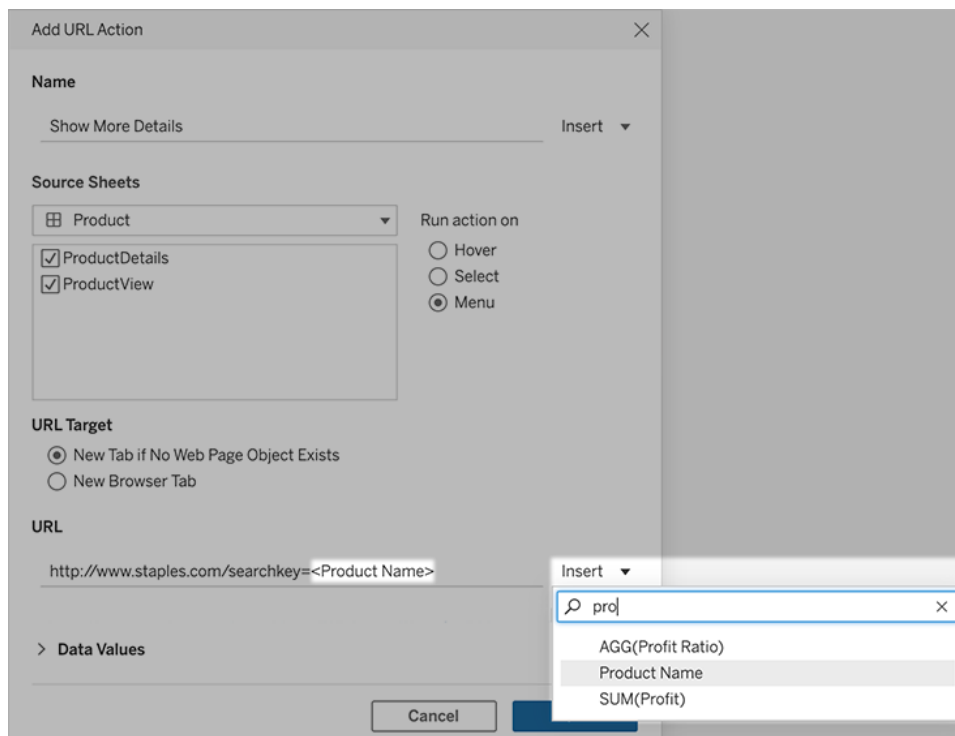 Add URL Action
Name
Show More Details Insert
Source Sheets
Product
Run action on
ProductDetails
ProductView
Hover
Select
Menu
URL Target
New Tab if No Web Page Object Exists
New Browser Tab
URL
http://www.staples.com/searchkey=<Product Name> Insert
pro
AGG(Profit Ratio)
Product Name
SUM(Profit)
Data Values
Cancel